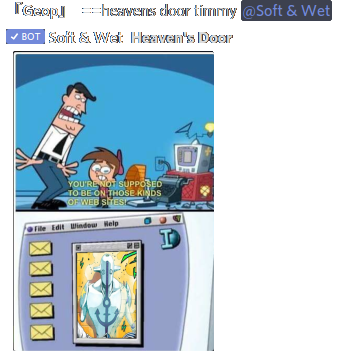 『Geop』 ==heavens door timmy @Soft & Wet
✓ BOT Soft & Wet Heaven's Door
YOU'RE NOT SUPPOSED
TO BE ON THOSE KINDS
OF WEB SITES!
File Edit Window Help